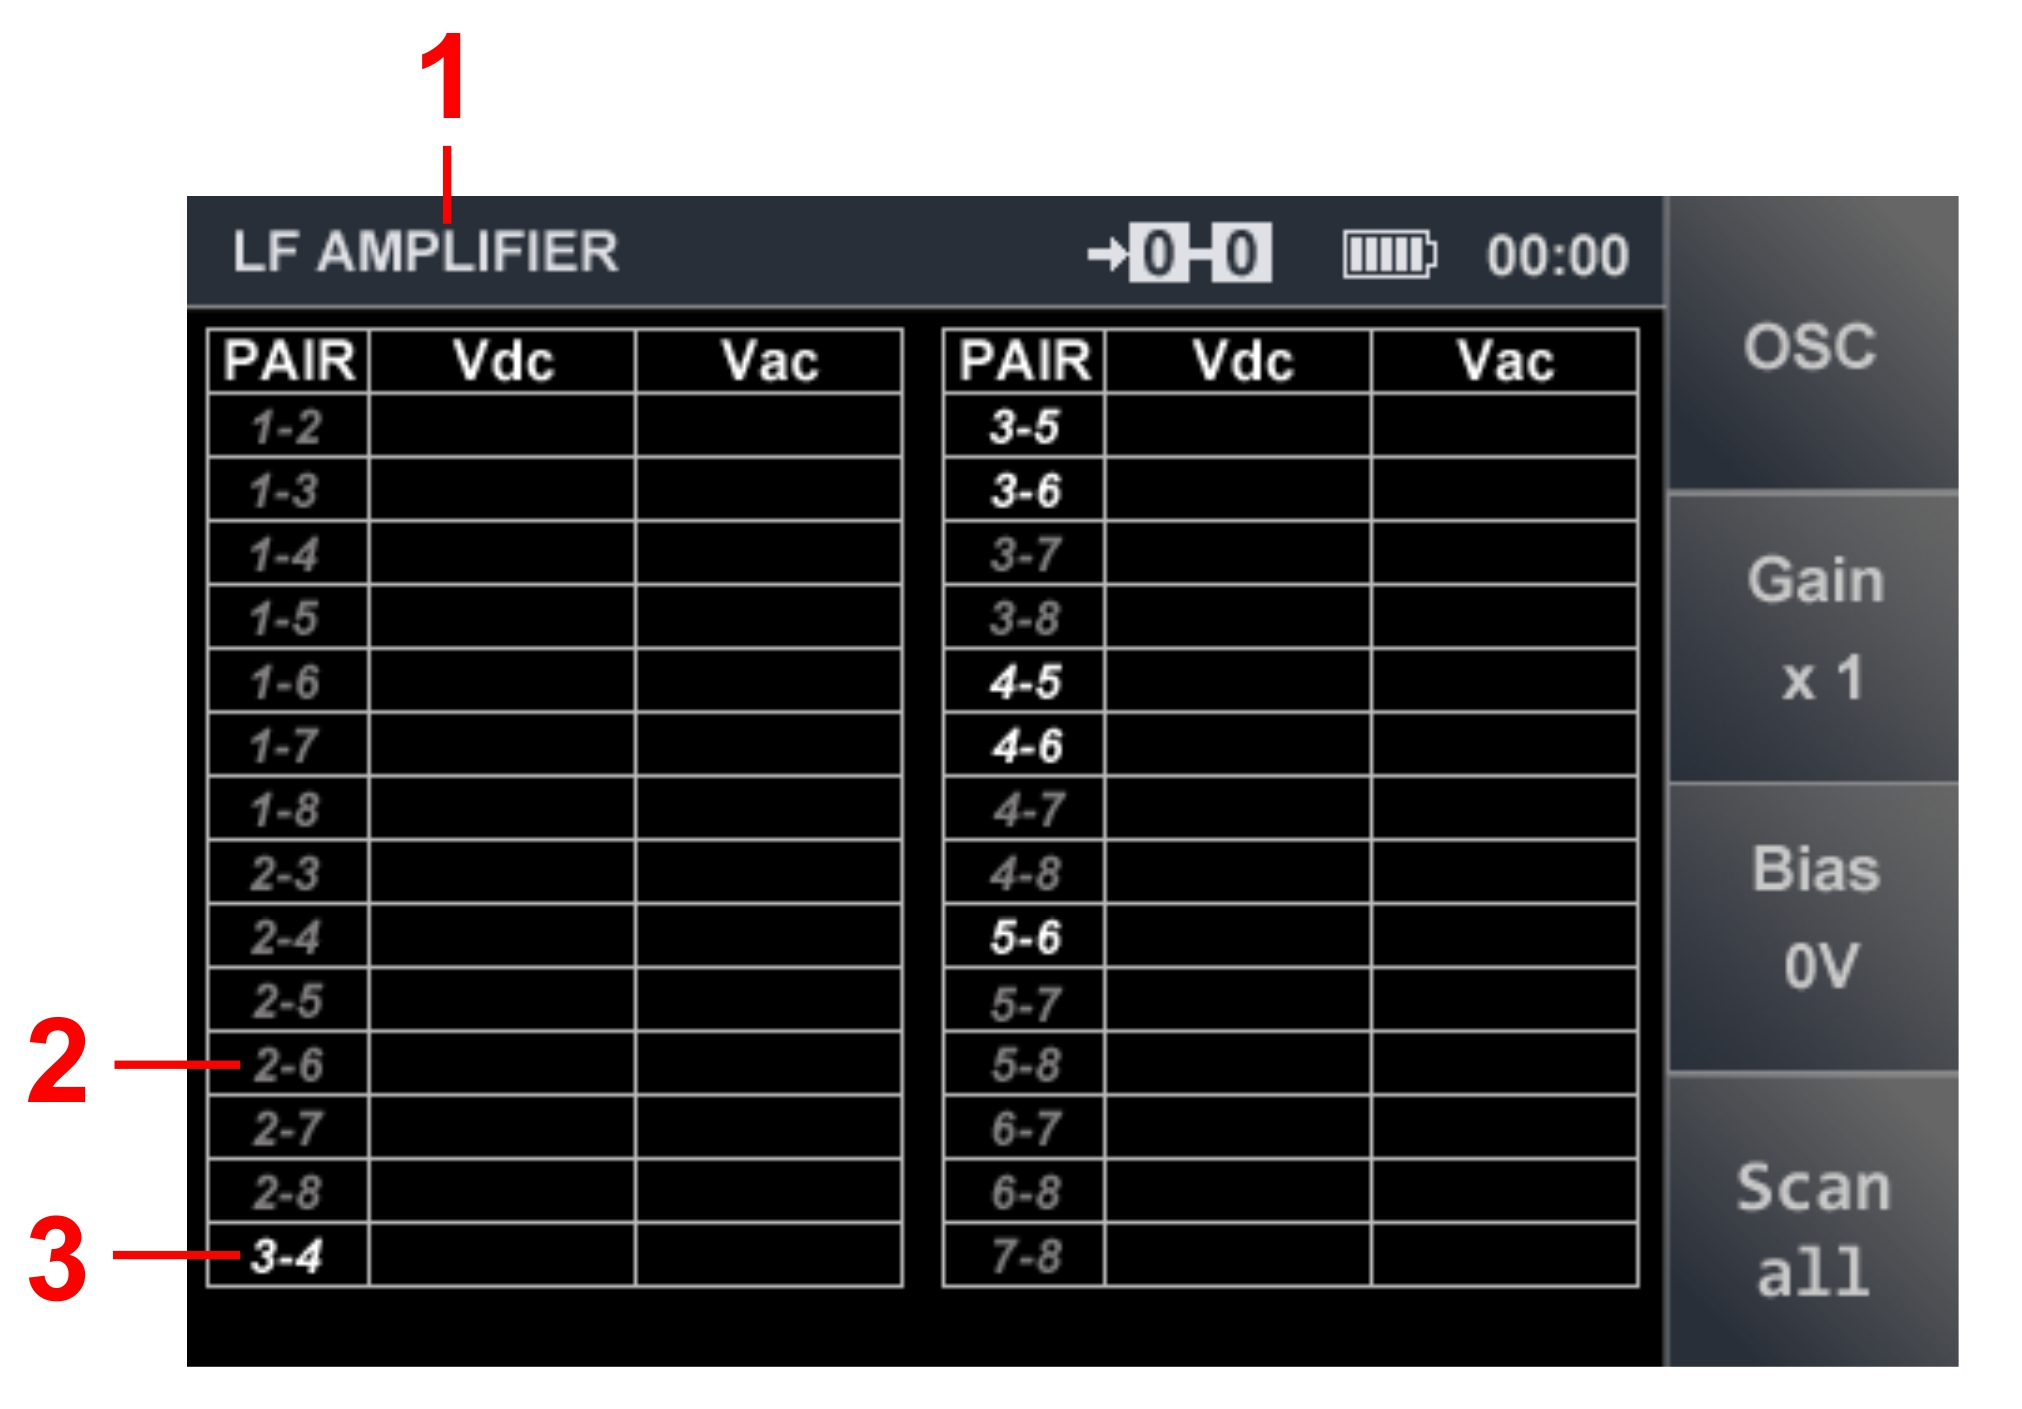 1
LF AMPLIFIER
0 0
00:00
PAIR Vdc Vac PAIR Vdc Vac
1-2 3-5
1-3 3-6
1-4 3-7
1-5 3-8
1-6 4-5
1-7 4-6
1-8 4-7
2-3 4-8
2-4 5-6
2-5 5-7
2 2-6 5-8
2-7 6-7
2-8 6-8
3 3-4 7-8
OSC
Gain
x 1
Bias
0V
Scan
all